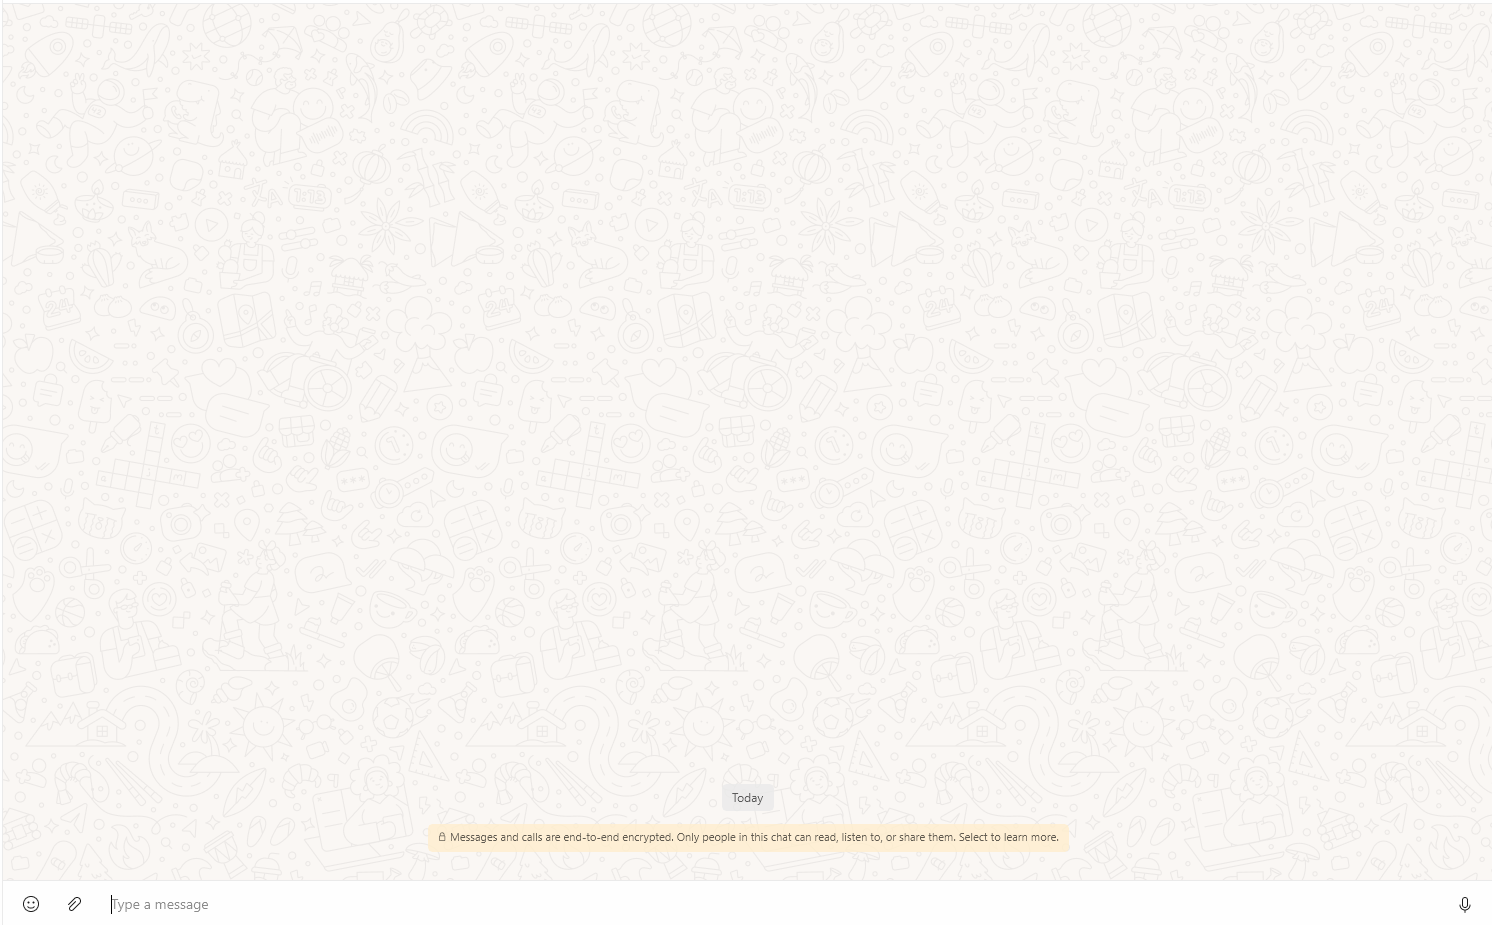 Today
Messages and calls are end-to-end encrypted. Only people in this chat can read, listen to, or share them. Select to learn more.
Type a message